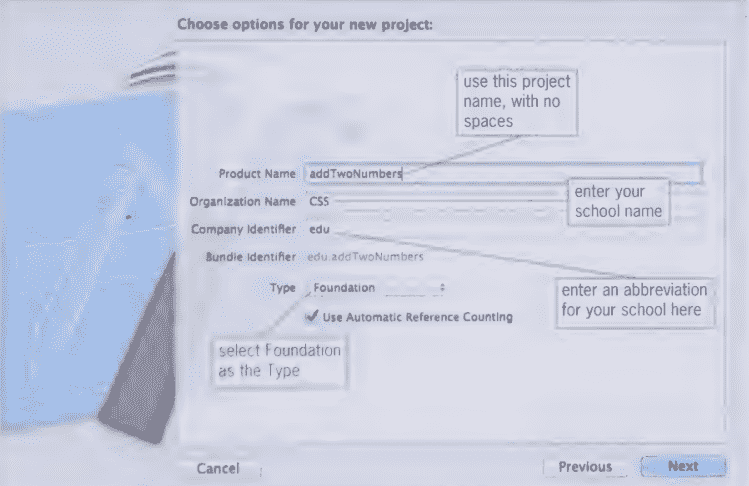 Choose options for your new project:
use this project
name, with no
spaces
Product Name addTwoNumbers
Organization Name CSS
enter your
school name
Company Identifier edu
Bundle Identifier edu.addTwoNumbers
enter an abbreviation
for your school here
Type Foundation
✓ Use Automatic Reference Counting
select Foundation
as the Type
Cancel Previous Next